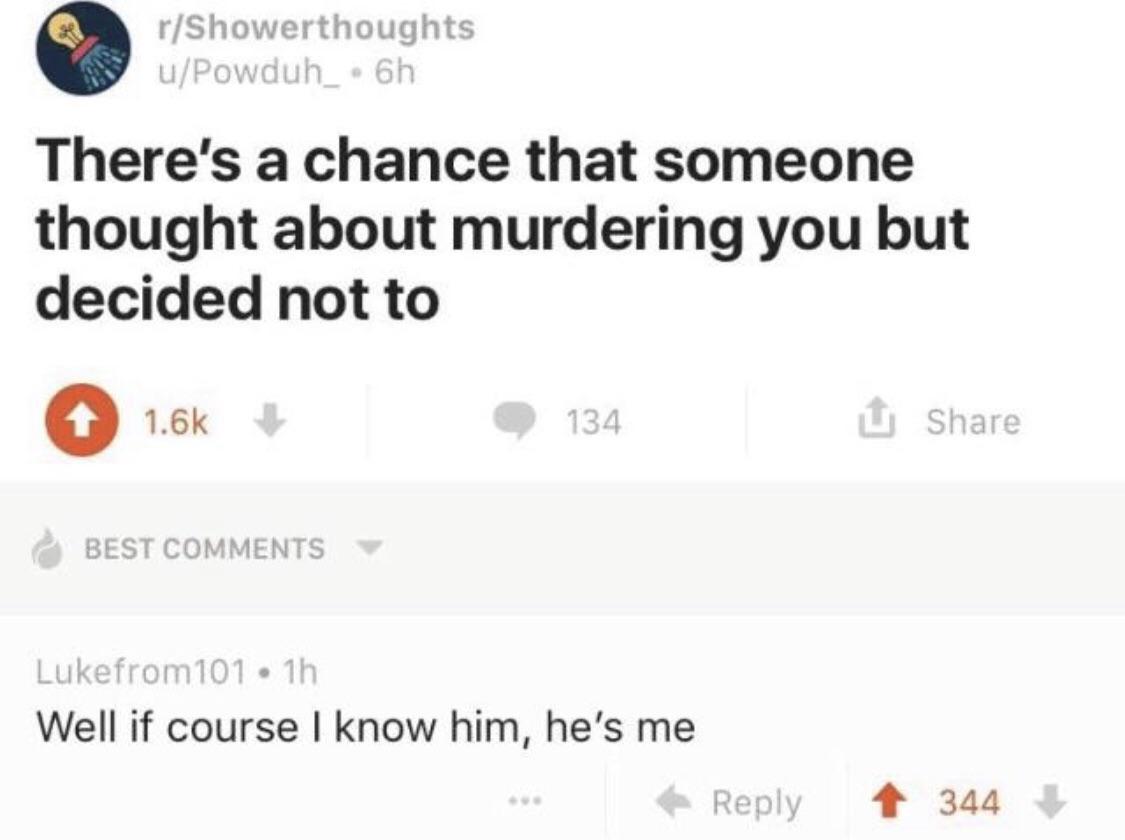 r/Showerthoughts
u/Powduh_ • 6h
There's a chance that someone
thought about murdering you but
decided not to
1.6k
134
Share
BEST COMMENTS
Lukefrom101 • 1h
Well if course I know him, he's me
... Reply 344